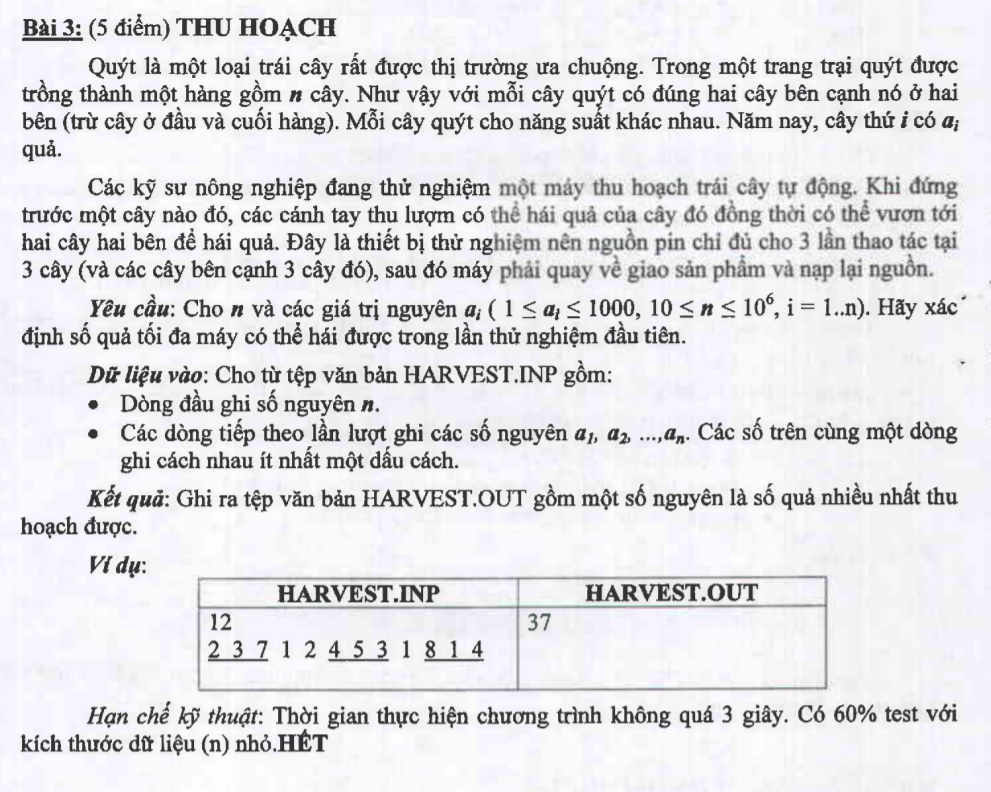 Bài 3: (5 điểm) THU HOẠCH
Quýt là một loại trái cây rất được thị trường ưa chuộng. Trong một trang trại quýt được
trồng thành một hàng gồm n cây. Như vậy với mỗi cây quýt có đúng hai cây bên cạnh nó ở hai
bên (trừ cây ở đầu và cuối hàng). Mỗi cây quýt cho năng suất khác nhau. Năm nay, cây thứ i có aᵢ
quả.
Các kỹ sư nông nghiệp đang thử nghiệm một máy thu hoạch trái cây tự động. Khi đứng
trước một cây nào đó, các cánh tay thu lượm có thể hái quả của cây đó đồng thời có thể vươn tới
hai cây hai bên để hái quả. Đây là thiết bị thử nghiệm nên nguồn pin chỉ đủ cho 3 lần thao tác tại
3 cây (và các cây bên cạnh 3 cây đó), sau đó máy phải quay về giao sản phẩm và nạp lại nguồn.
Yêu cầu: Cho n và các giá trị nguyên aᵢ ( 1 ≤ aᵢ ≤ 1000, 10 ≤ n ≤ 10⁶, i = 1..n). Hãy xác
định số quả tối đa máy có thể hái được trong lần thử nghiệm đầu tiên.
Dữ liệu vào: Cho từ tệp văn bản HARVEST.INP gồm:
• Dòng đầu ghi số nguyên n.
• Các dòng tiếp theo lần lượt ghi các số nguyên a₁, a₂, ...,aₙ. Các số trên cùng một dòng
ghi cách nhau ít nhất một dấu cách.
Kết quả: Ghi ra tệp văn bản HARVEST.OUT gồm một số nguyên là số quả nhiều nhất thu
hoạch được.
Ví dụ:
HARVEST.INP HARVEST.OUT
12 37
2 3 7 1 2 4 5 3 1 8 1 4
Hạn chế kỹ thuật: Thời gian thực hiện chương trình không quá 3 giây. Có 60% test với
kích thước dữ liệu (n) nhỏ.HẾT